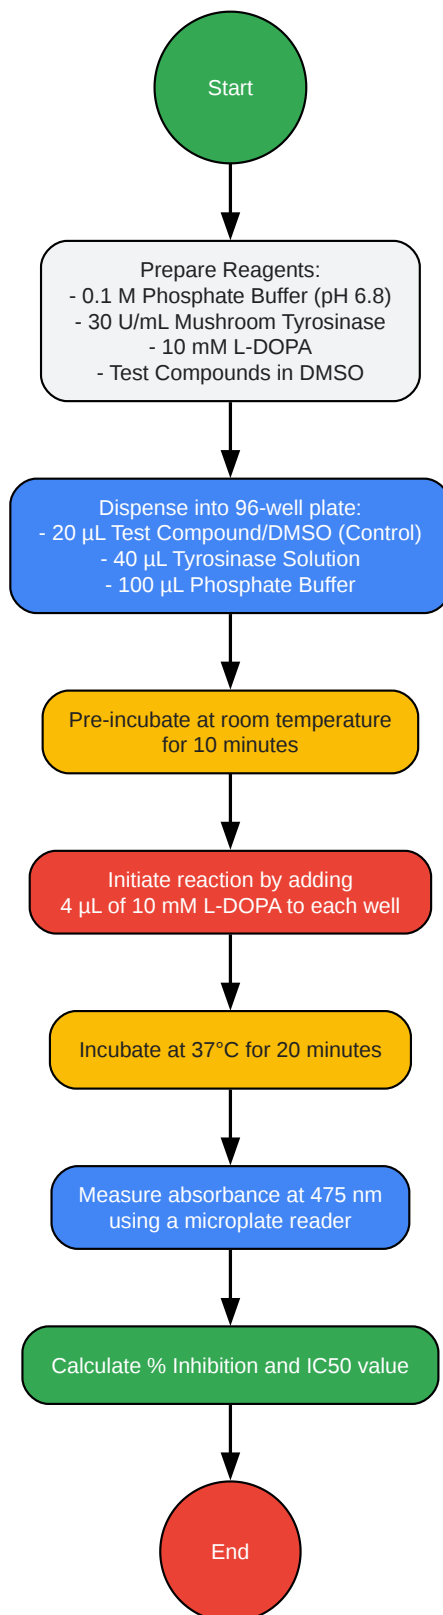 Start
Prepare Reagents:
- 0.1 M Phosphate Buffer (pH 6.8)
- 30 U/mL Mushroom Tyrosinase
- 10 mM L-DOPA
- Test Compounds in DMSO
Dispense into 96-well plate:
- 20 µL Test Compound/DMSO (Control)
- 40 µL Tyrosinase Solution
- 100 µL Phosphate Buffer
Pre-incubate at room temperature
for 10 minutes
Initiate reaction by adding
4 µL of 10 mM L-DOPA to each well
Incubate at 37°C for 20 minutes
Measure absorbance at 475 nm
using a microplate reader
Calculate % Inhibition and IC50 value
End